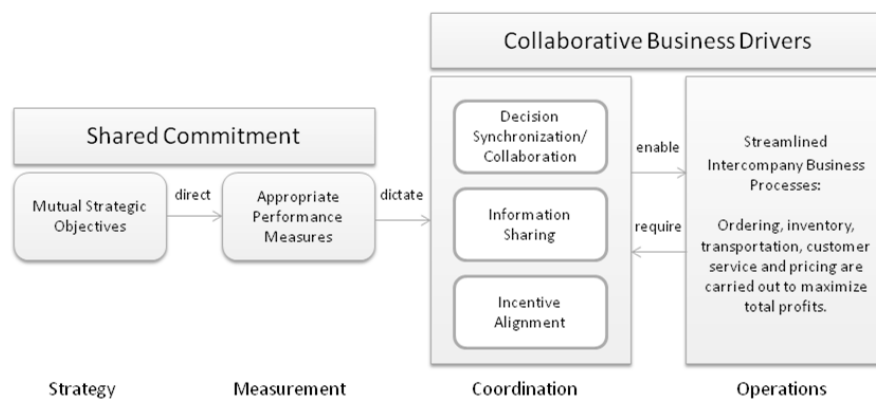 Collaborative Business Drivers
Shared Commitment
Mutual Strategic
Objectives
direct
Appropriate
Performance
Measures
dictate
Decision
Synchronization/
Collaboration
Information
Sharing
Incentive
Alignment
enable
require
Streamlined
Intercompany Business
Processes:
Ordering, inventory,
transportation, customer
service and pricing are
carried out to maximize
total profits.
Strategy
Measurement
Coordination
Operations